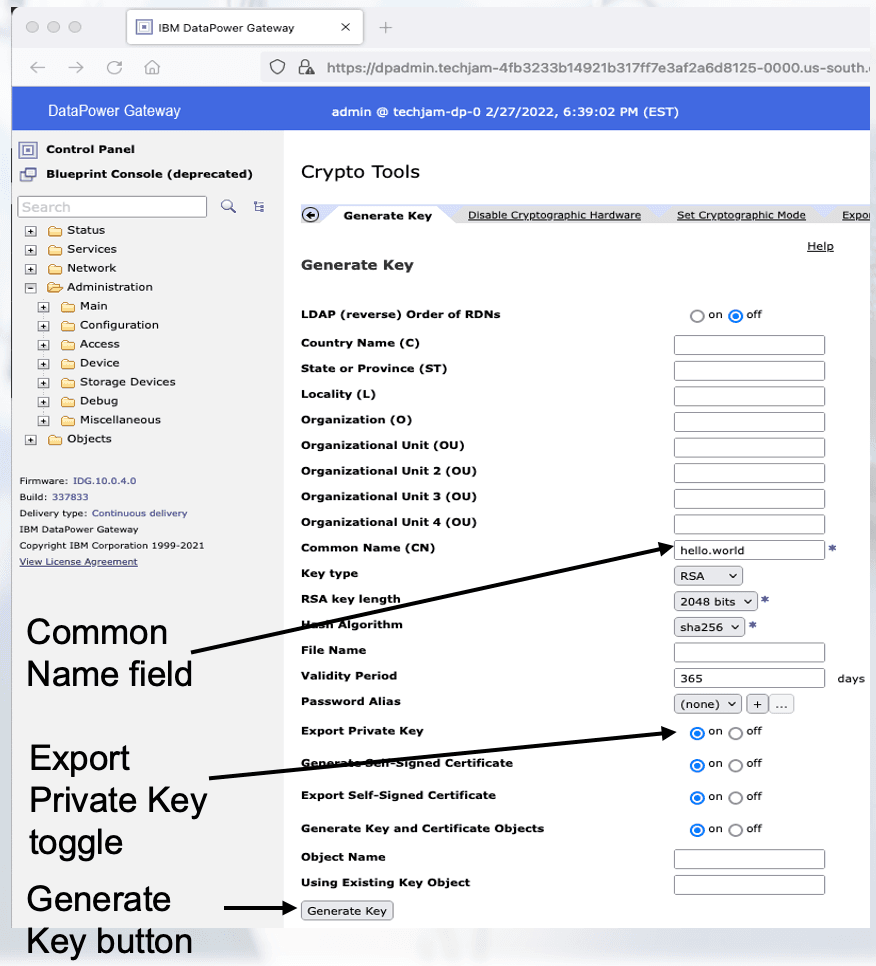 IBM DataPower Gateway
https://dpadmin.techjam-4fb3233b14921b317ff7e3af2a6d8125-0000.us-south.
DataPower Gateway
admin @ techjam-dp-0 2/27/2022, 6:39:02 PM (EST)
Control Panel
Blueprint Console (deprecated)
Search
Status
Services
Network
Administration
Main
Configuration
Access
Device
Storage Devices
Debug
Miscellaneous
Objects
Firmware: IDG.10.0.4.0
Build: 337833
Delivery type: Continuous delivery
IBM DataPower Gateway
Copyright IBM Corporation 1999-2021
View License Agreement
Common
Name field
Export
Private Key
toggle
Generate
Key button
Crypto Tools
Generate Key Disable Cryptographic Hardware Set Cryptographic Mode Expor
Help
Generate Key
LDAP (reverse) Order of RDNs on off
Country Name (C)
State or Province (ST)
Locality (L)
Organization (O)
Organizational Unit (OU)
Organizational Unit 2 (OU)
Organizational Unit 3 (OU)
Organizational Unit 4 (OU)
Common Name (CN) hello.world *
Key type RSA
RSA key length 2048 bits *
Hash Algorithm sha256 *
File Name
Validity Period 365 days
Password Alias (none) + ...
Export Private Key on off
Generate Self-Signed Certificate on off
Export Self-Signed Certificate on off
Generate Key and Certificate Objects on off
Object Name
Using Existing Key Object
Generate Key